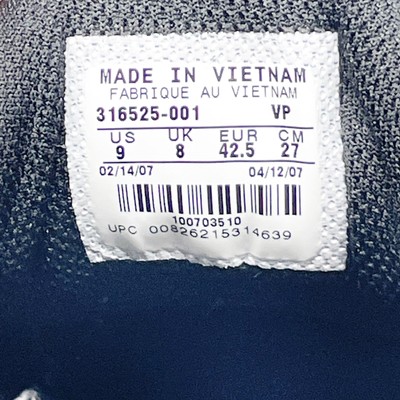 MADE IN VIETNAM
FABRIQUE AU VIETNAM
316525-001 VP
US UK EUR CM
9 8 42.5 27
02/14/07 04/12/07
100703510
UPC 00826215314639